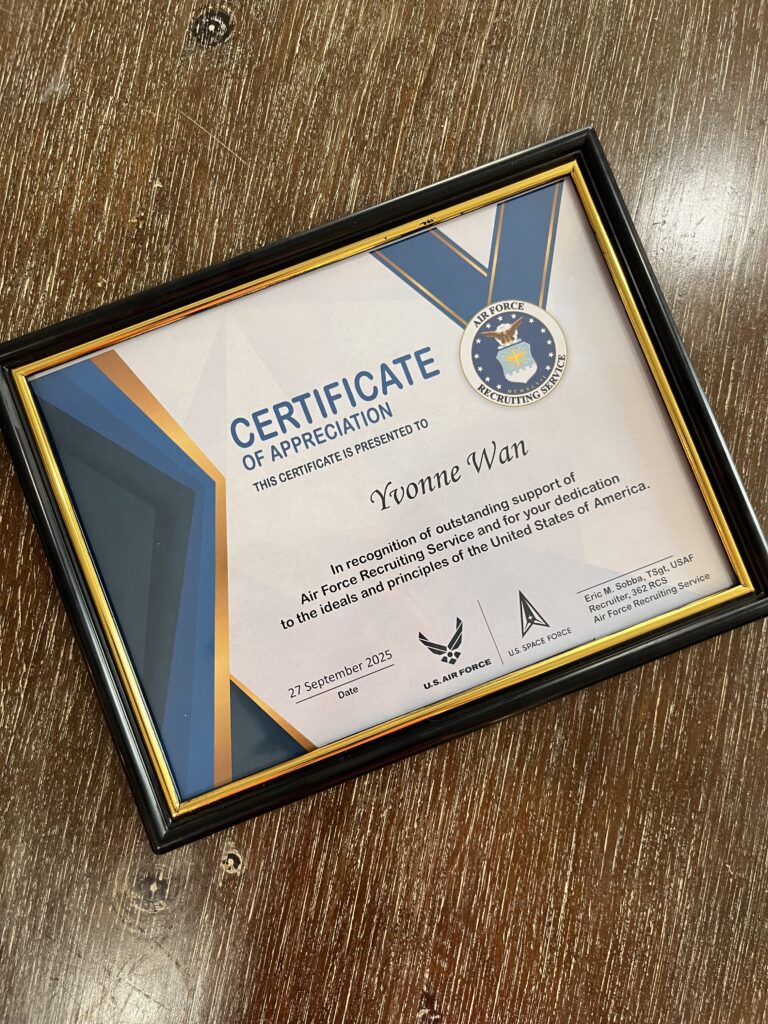 AIR FORCE
RECRUITING SERVICE
CERTIFICATE
OF APPRECIATION
THIS CERTIFICATE IS PRESENTED TO
Yvonne Wan
In recognition of outstanding support of
Air Force Recruiting Service and for your dedication
to the ideals and principles of the United States of America.
27 September 2025
Date
U.S. AIR FORCE
U.S. SPACE FORCE
Eric M. Sobba, TSgt, USAF
Recruiter, 362 RCS
Air Force Recruiting Service